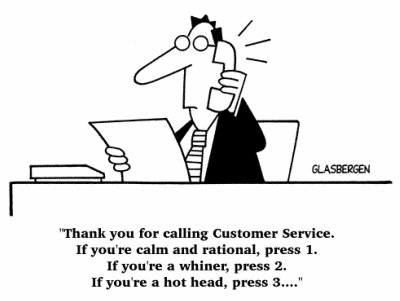 GLASBERGEN
"Thank you for calling Customer Service.
If you're calm and rational, press 1.
If you're a whiner, press 2.
If you're a hot head, press 3...."